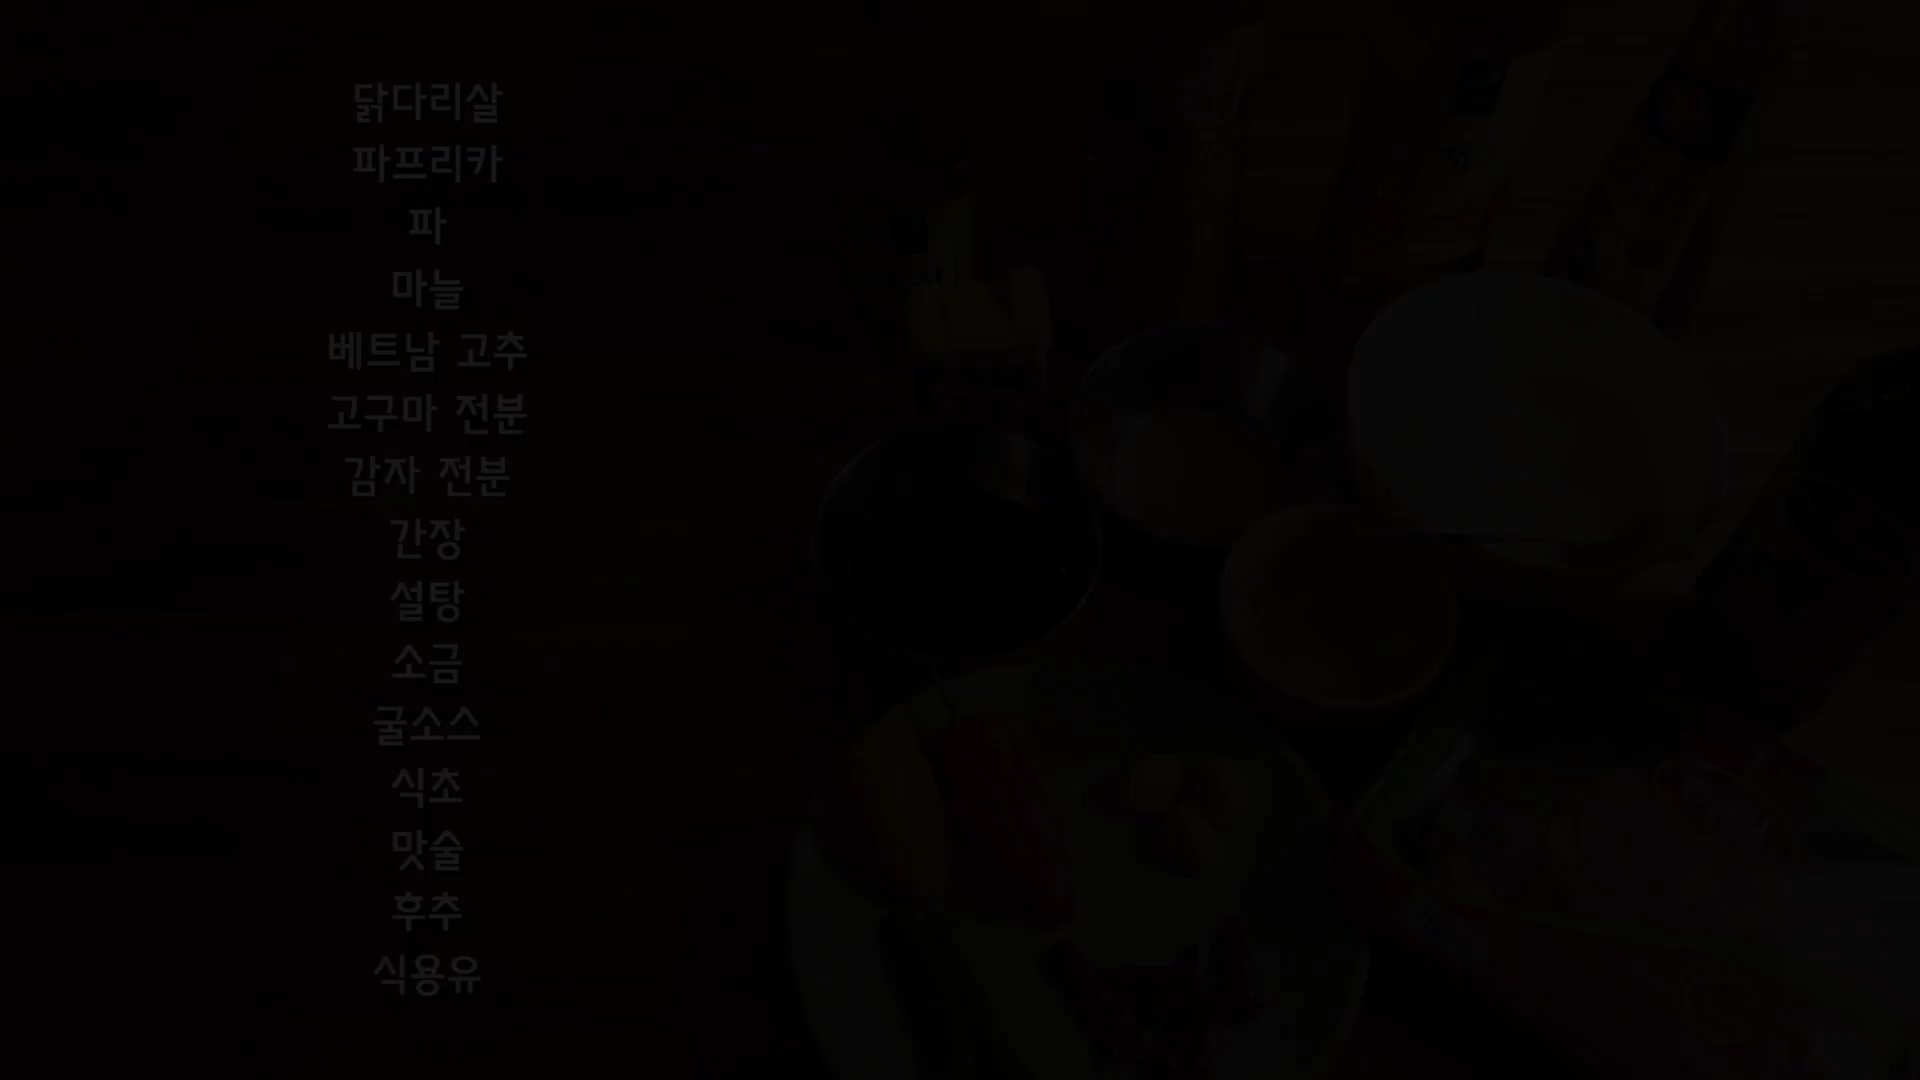 닭다리살
파프리카
파
마늘
베트남 고추
고구마 전분
감자 전분
간장
설탕
소금
굴소스
식초
맛술
후추
식용유